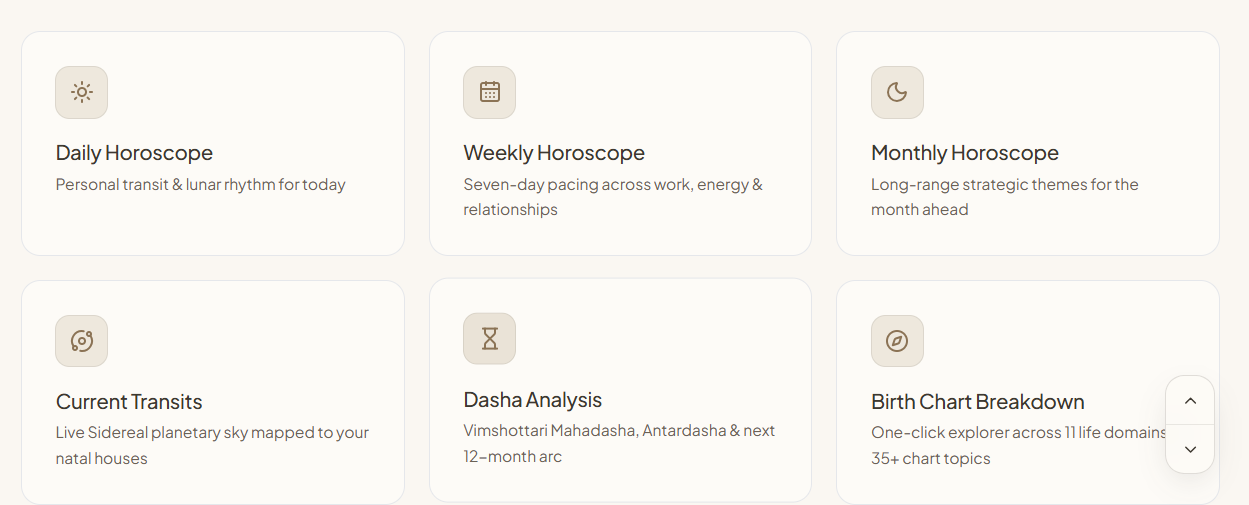 Daily Horoscope
Personal transit & lunar rhythm for today
Weekly Horoscope
Seven-day pacing across work, energy &
relationships
Monthly Horoscope
Long-range strategic themes for the
month ahead
Current Transits
Live Sidereal planetary sky mapped to your
natal houses
Dasha Analysis
Vimshottari Mahadasha, Antardasha & next
12–month arc
Birth Chart Breakdown
One-click explorer across 11 life domains
35+ chart topics